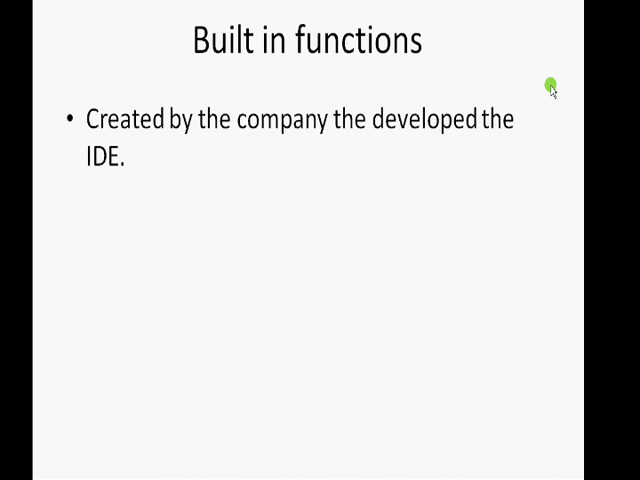 Built in functions
• Created by the company the developed the
IDE.